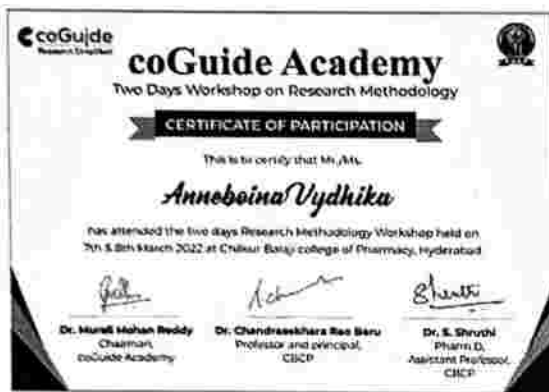 coGuide
Research Simplified
coGuide Academy
Two Days Workshop on Research Methodology
CERTIFICATE OF PARTICIPATION
This is to certify that Mr./Ms.
Anneboina Vydhika
has attended the two days Research Methodology Workshop held on
7th & 8th March 2022 at Chilkur Balaji college of Pharmacy, Hyderabad
Shruthi
Dr. Murali Mohan Reddy
Chairman,
coGuide Academy
Dr. Chandrasekhara Rao Baru
Professor and principal,
CBCP
Dr. S. Shruthi
Pharm D,
Assistant Professor,
CBCP